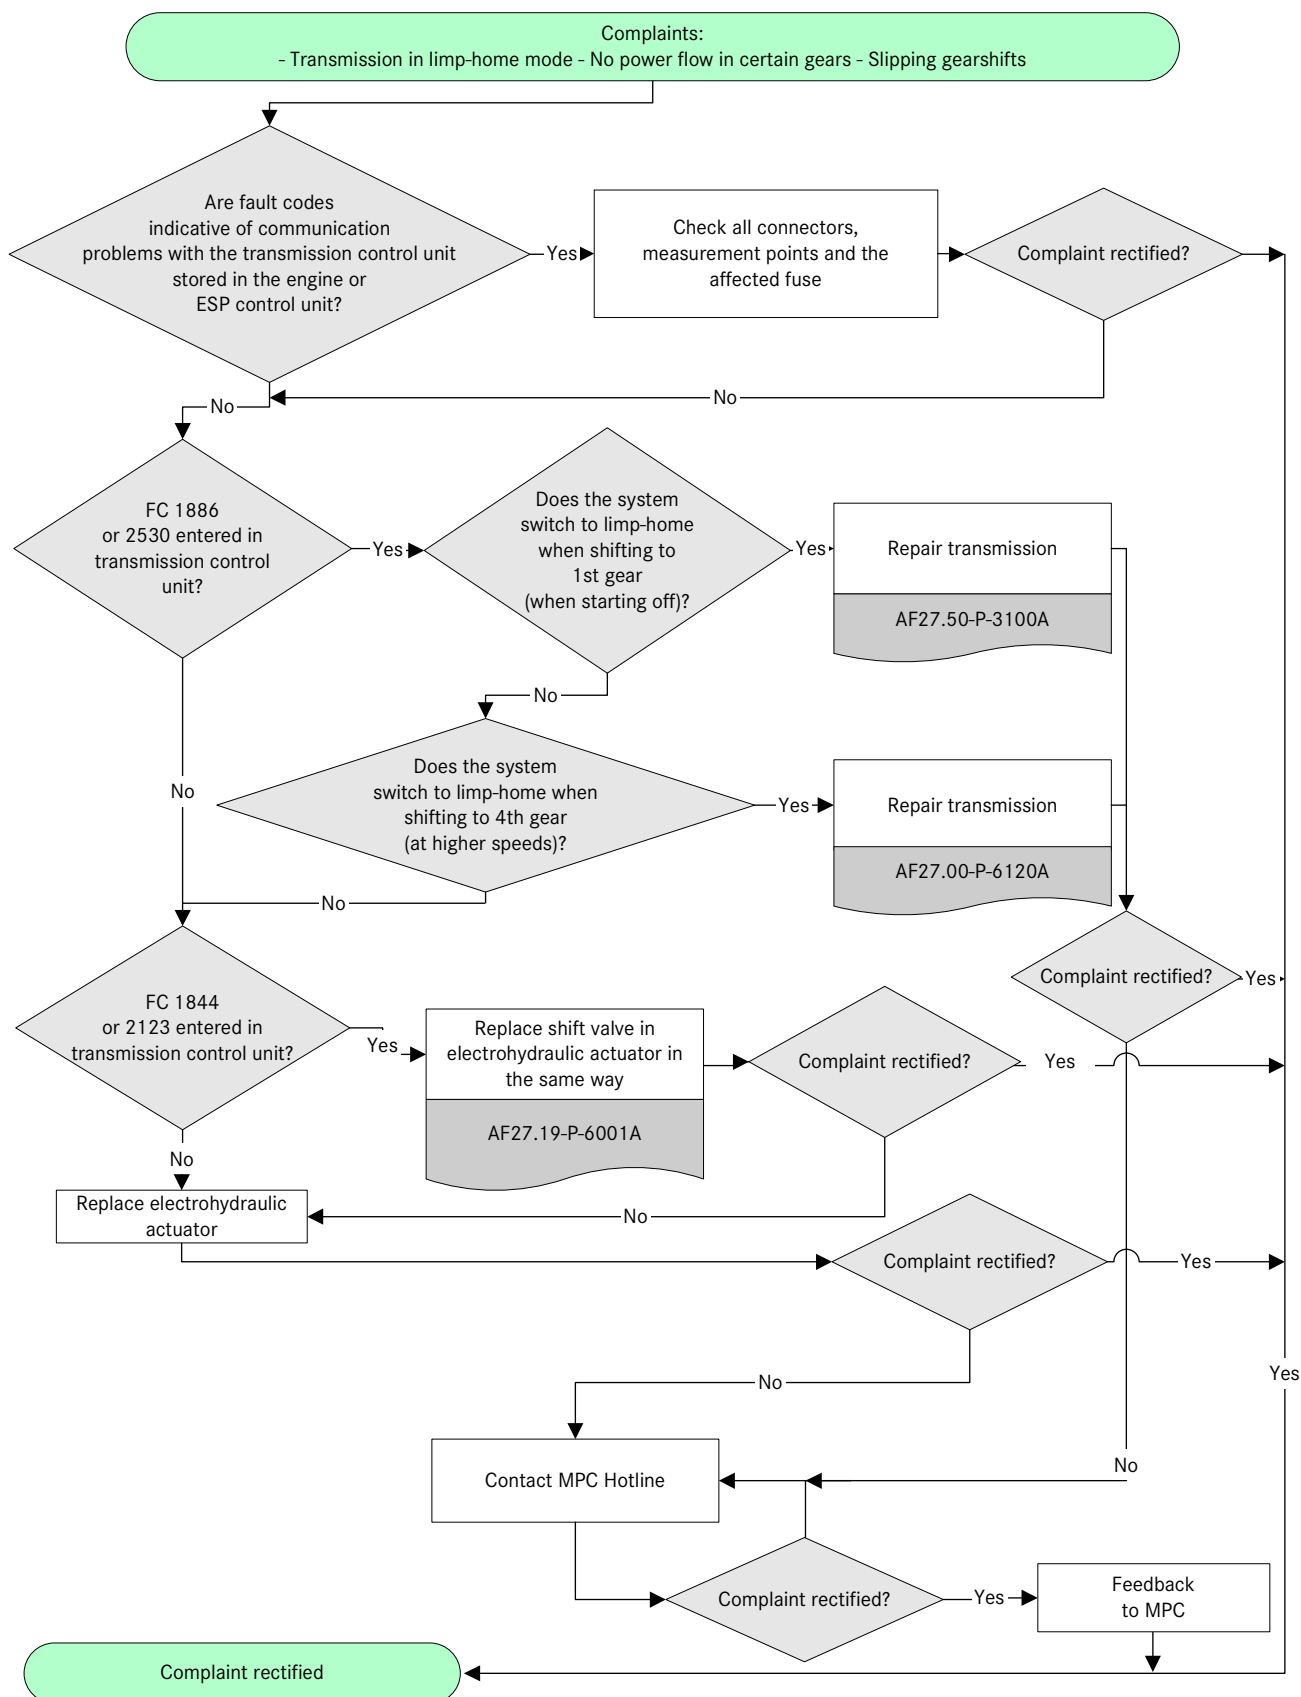 Complaints:
- Transmission in limp-home mode - No power flow in certain gears - Slipping gearshifts
Are fault codes
indicative of communication
problems with the transmission control unit
stored in the engine or
ESP control unit?
Yes
Check all connectors,
measurement points and the
affected fuse
Complaint rectified?
No
No
FC 1886
or 2530 entered in
transmission control
unit?
Yes
Does the system
switch to limp-home
when shifting to
1st gear
(when starting off)?
Yes
Repair transmission
AF27.50-P-3100A
No
No
Does the system
switch to limp-home when
shifting to 4th gear
(at higher speeds)?
Yes
Repair transmission
AF27.00-P-6120A
No
Complaint rectified?
Yes
FC 1844
or 2123 entered in
transmission control unit?
Yes
Replace shift valve in
electrohydraulic actuator in
the same way
AF27.19-P-6001A
Complaint rectified?
Yes
No
Replace electrohydraulic
actuator
No
Complaint rectified?
Yes
Yes
No
Contact MPC Hotline
No
Complaint rectified?
Yes
Feedback
to MPC
Complaint rectified